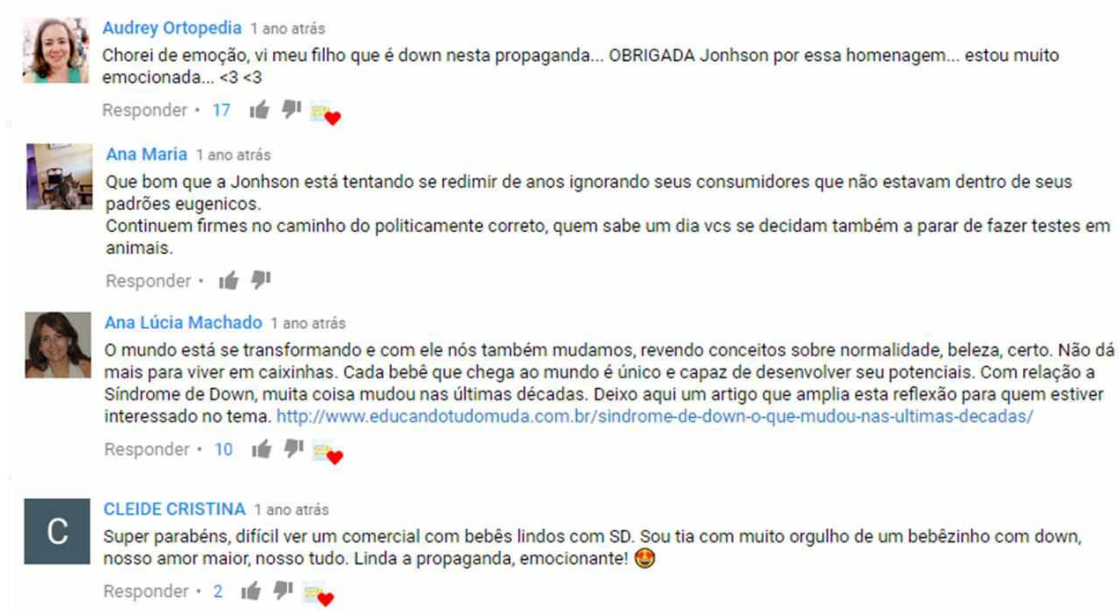 Audrey Ortopedia 1 ano atrás
Chorei de emoção, vi meu filho que é down nesta propaganda... OBRIGADA Jonhson por essa homenagem... estou muito
emocionada... <3 <3
Responder • 17
Ana Maria 1 ano atrás
Que bom que a Jonhson está tentando se redimir de anos ignorando seus consumidores que não estavam dentro de seus
padrões eugenicos.
Continuem firmes no caminho do politicamente correto, quem sabe um dia vcs se decidam também a parar de fazer testes em
animais.
Responder •
Ana Lúcia Machado 1 ano atrás
O mundo está se transformando e com ele nós também mudamos, revendo conceitos sobre normalidade, beleza, certo. Não dá
mais para viver em caixinhas. Cada bebê que chega ao mundo é único e capaz de desenvolver seu potenciais. Com relação a
Síndrome de Down, muita coisa mudou nas últimas décadas. Deixo aqui um artigo que amplia esta reflexão para quem estiver
interessado no tema. http://www.educandotudomuda.com.br/sindrome-de-down-o-que-mudou-nas-ultimas-decadas/
Responder • 10
C
CLEIDE CRISTINA 1 ano atrás
Super parabéns, difícil ver um comercial com bebês lindos com SD. Sou tia com muito orgulho de um bebêzinho com down,
nosso amor maior, nosso tudo. Linda a propaganda, emocionante! 😍
Responder • 2